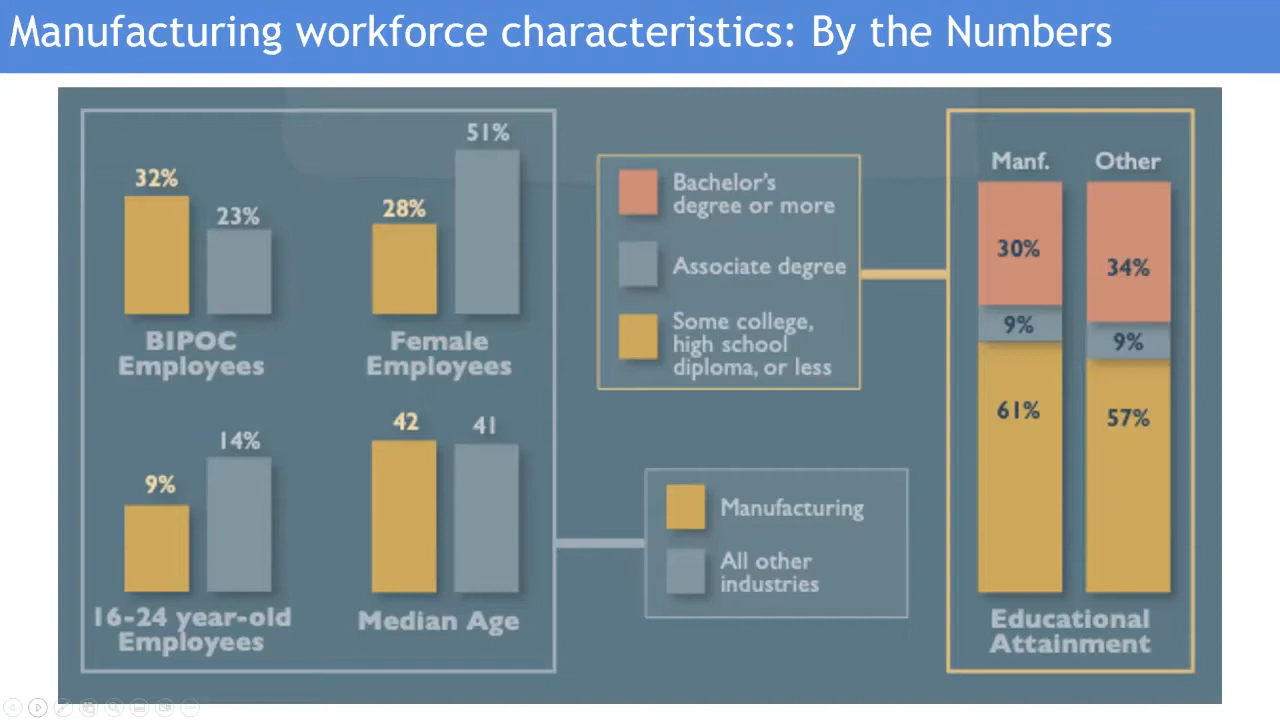 Manufacturing workforce characteristics: By the Numbers
32%
23%
BIPOC
Employees
28%
51%
Female
Employees
9%
14%
16-24 year-old
Employees
42
41
Median Age
Bachelor's
degree or more
Associate degree
Some college,
high school
diploma, or less
Manufacturing
All other
industries
Manf.
Other
30%
34%
9%
9%
61%
57%
Educational
Attainment